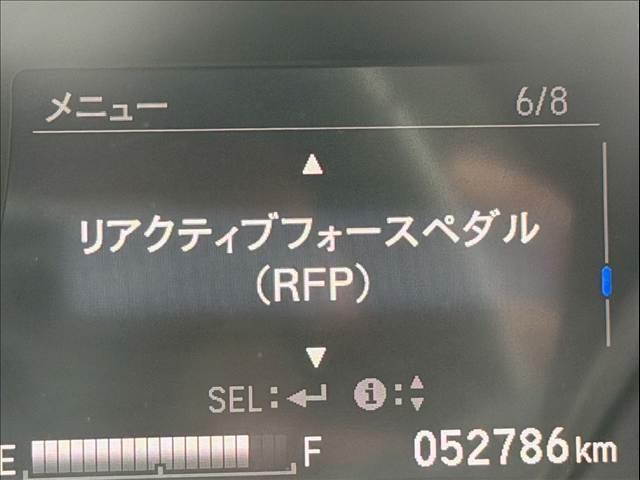 メニュー 6/8
▲
リアクティブフォースペダル
(RFP)
▼
SEL:↵ i:▲▼
E F 052786km